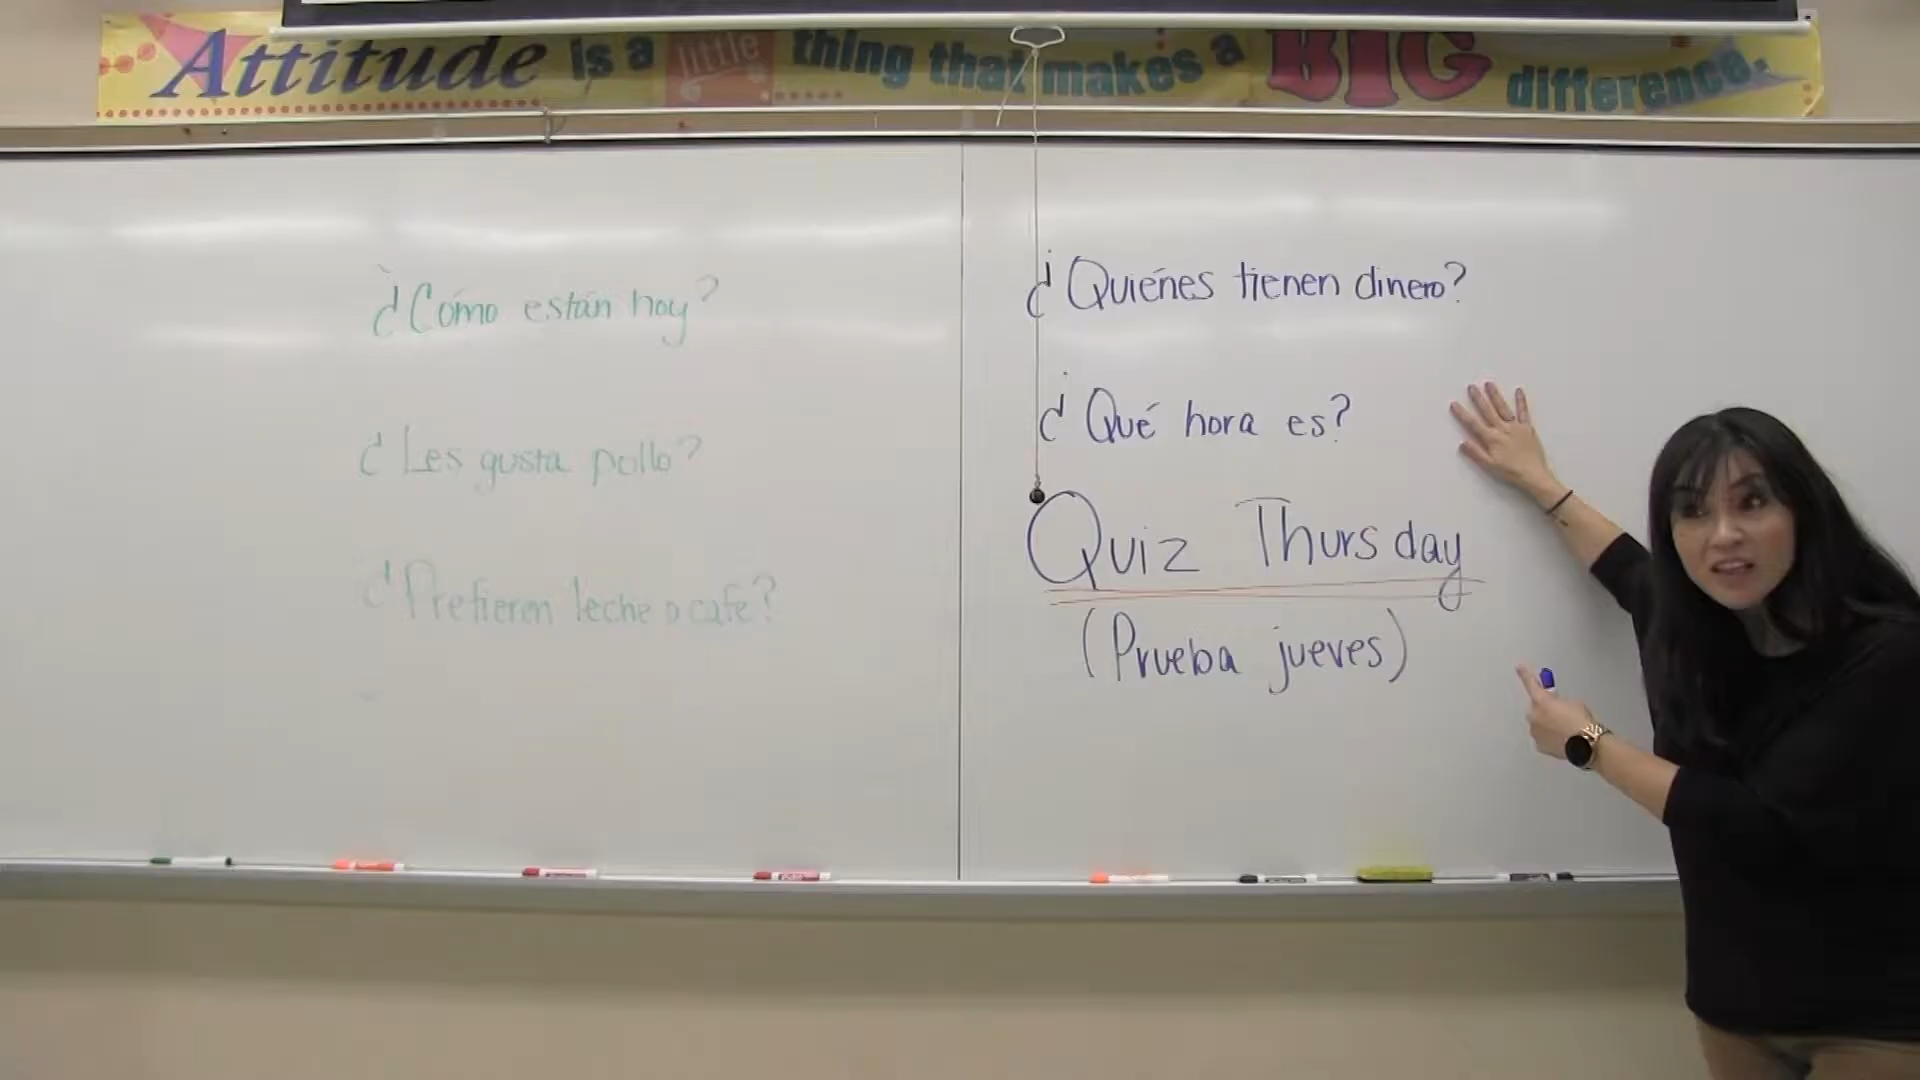 Attitude is a little thing that makes a BIG difference.
¿Cómo están hoy?
¿Les gusta pollo?
¿Prefieren leche o cafe?
¿Quiénes tienen dinero?
¿Qué hora es?
Quiz Thursday
(Prueba jueves)